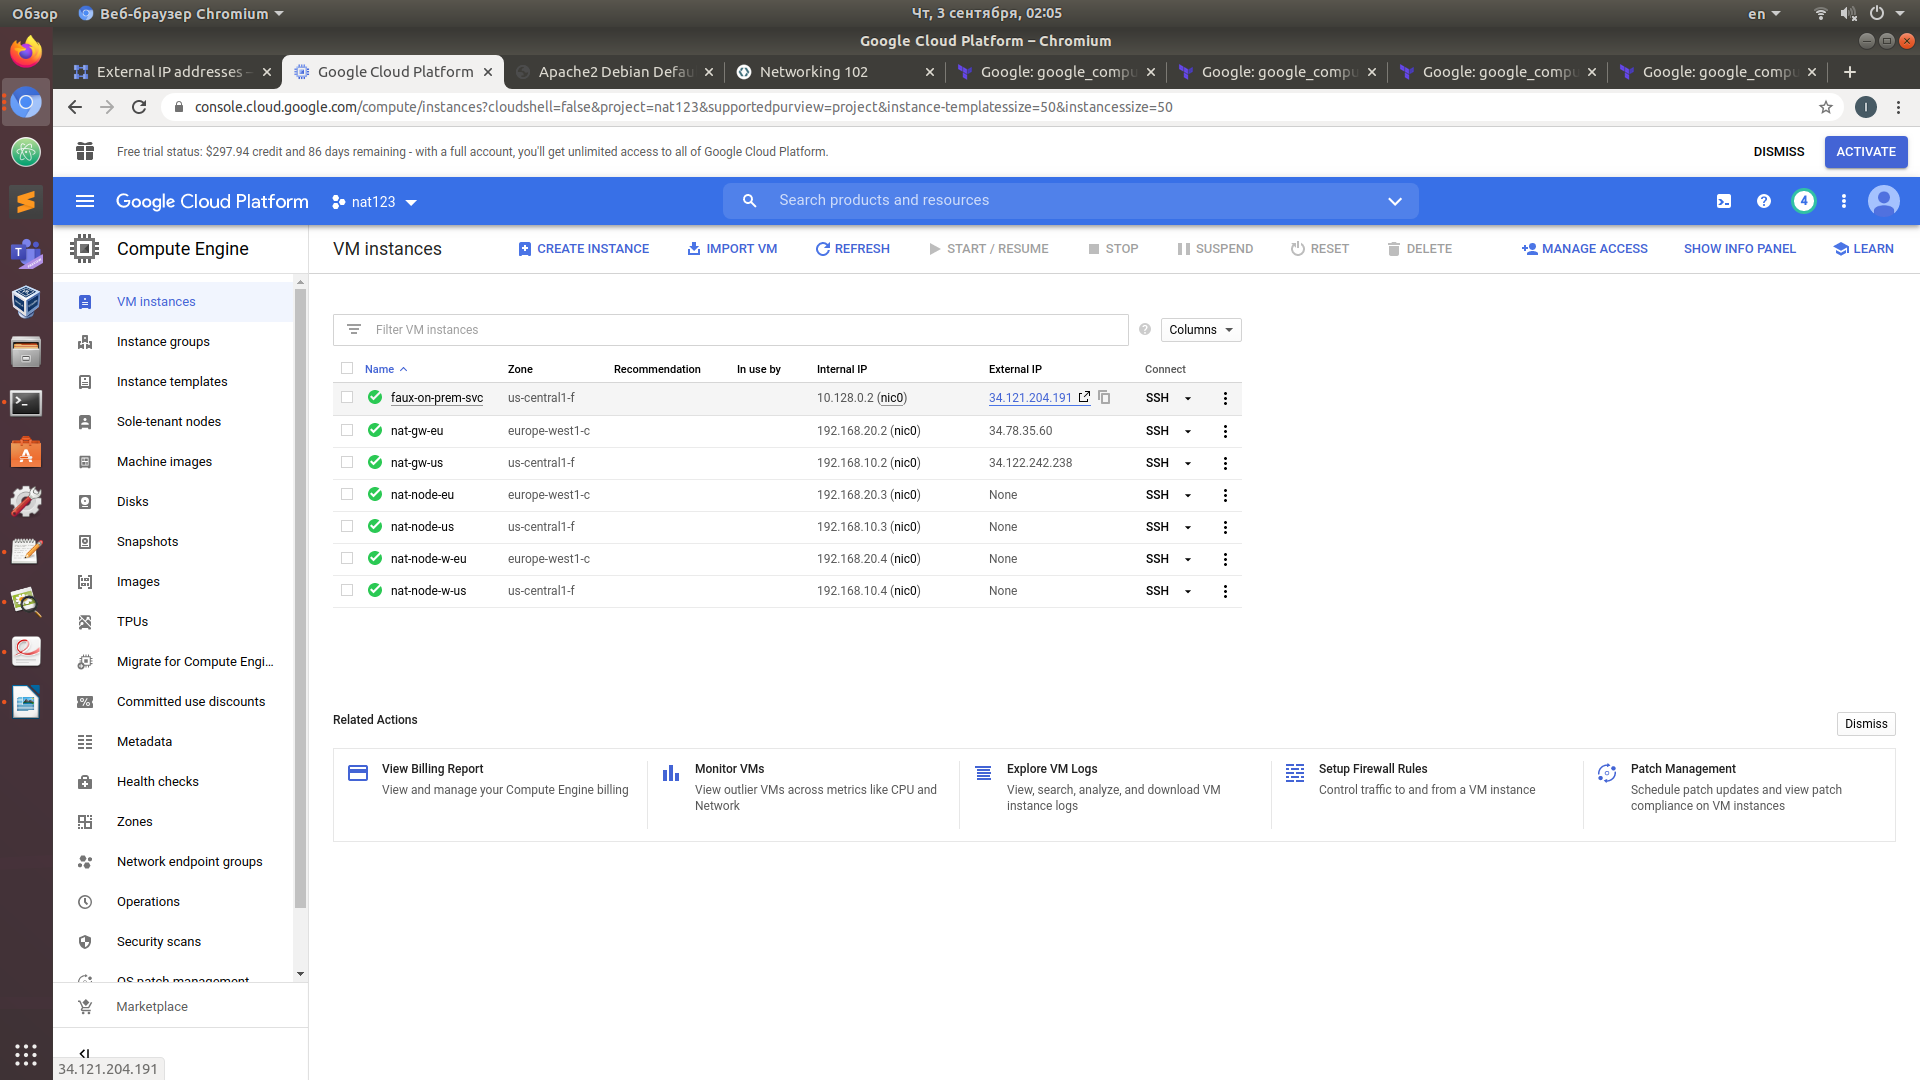 Обзор
Веб-браузер Chromium
Чт, 3 сентября, 02:05
en
Google Cloud Platform – Chromium
External IP addresses –
Google Cloud Platform
Apache2 Debian Defau
Networking 102
Google: google_compu
Google: google_compu
Google: google_compu
Google: google_compu
console.cloud.google.com/compute/instances?cloudshell=false&project=nat123&supportedpurview=project&instance-templatessize=50&instancessize=50
I
Free trial status: $297.94 credit and 86 days remaining - with a full account, you'll get unlimited access to all of Google Cloud Platform.
DISMISS
ACTIVATE
Google Cloud Platform
nat123
Search products and resources
4
Compute Engine
VM instances
CREATE INSTANCE
IMPORT VM
REFRESH
START / RESUME
STOP
SUSPEND
RESET
DELETE
MANAGE ACCESS
SHOW INFO PANEL
LEARN
VM instances
Instance groups
Instance templates
Sole-tenant nodes
Machine images
Disks
Snapshots
Images
TPUs
Migrate for Compute Engi...
Committed use discounts
Metadata
Health checks
Zones
Network endpoint groups
Operations
Security scans
OS patch management
Marketplace
34.121.204.191
Filter VM instances
Columns
Name Zone Recommendation In use by Internal IP External IP Connect
faux-on-prem-svc us-central1-f 10.128.0.2 (nic0) 34.121.204.191 SSH
nat-gw-eu europe-west1-c 192.168.20.2 (nic0) 34.78.35.60 SSH
nat-gw-us us-central1-f 192.168.10.2 (nic0) 34.122.242.238 SSH
nat-node-eu europe-west1-c 192.168.20.3 (nic0) None SSH
nat-node-us us-central1-f 192.168.10.3 (nic0) None SSH
nat-node-w-eu europe-west1-c 192.168.20.4 (nic0) None SSH
nat-node-w-us us-central1-f 192.168.10.4 (nic0) None SSH
Related Actions
Dismiss
View Billing Report
View and manage your Compute Engine billing
Monitor VMs
View outlier VMs across metrics like CPU and
Network
Explore VM Logs
View, search, analyze, and download VM
instance logs
Setup Firewall Rules
Control traffic to and from a VM instance
Patch Management
Schedule patch updates and view patch
compliance on VM instances